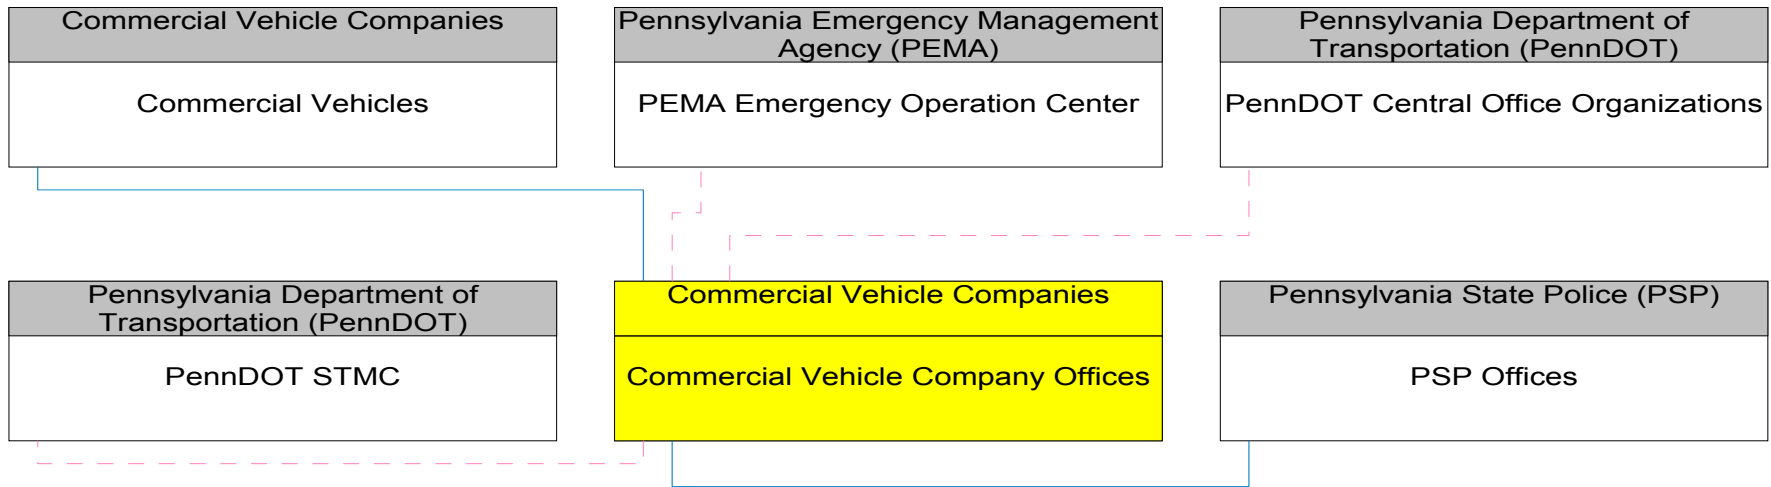 Commercial Vehicle Companies
Commercial Vehicles
Pennsylvania Emergency Management
Agency (PEMA)
PEMA Emergency Operation Center
Pennsylvania Department of
Transportation (PennDOT)
PennDOT Central Office Organizations
Pennsylvania Department of
Transportation (PennDOT)
PennDOT STMC
Commercial Vehicle Companies
Commercial Vehicle Company Offices
Pennsylvania State Police (PSP)
PSP Offices